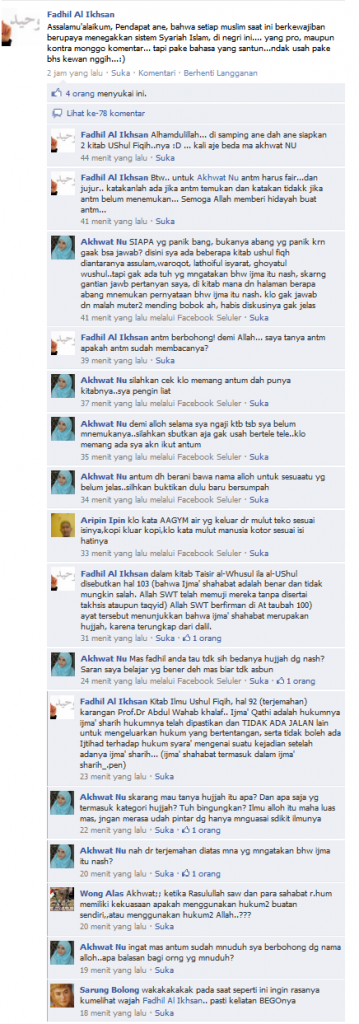 Fadhil Al Ikhsan
Assalamu'alaikum, Pendapat ane, bahwa setiap muslim saat ini berkewajiban
berupaya menegakkan sistem Syariah Islam, di negri ini.... yang pro, maupun
kontra monggo komentar... tapi pake bahasa yang santun...ndak usah pake
bhs kewan nggih...:)
2 jam yang lalu · Suka · Komentari · Berhenti Langganan
4 orang menyukai ini.
Lihat ke-78 komentar
Fadhil Al Ikhsan Alhamdulillah... di samping ane dah ane siapkan
2 kitab UShul Fiqih..nya :D ... kali aje beda ma akhwat NU
44 menit yang lalu · Suka
Fadhil Al Ikhsan Btw.. untuk Akhwat Nu antm harus fair...dan
jujur.. katakanlah ada jika antm temukan dan katakan tidakk jika
antm belum menemukan... Semoga Allah memberi hidayah buat
antm...
41 menit yang lalu · Suka
Akhwat Nu SIAPA yg panik bang, bukanya abang yg panik krn
gaak bsa jawab? disini sya ada beberapa kitab ushul fiqh
diantaranya assulam,waroqot, lathoiful isyarat, ghoyatul
wushul..tapi gak ada tuh yg mngatakan bhw ijma itu nash, skarng
gantian jawb pertanyan saya, di kitab mana dn halaman berapa
abang mnemukan pernyataan bhw ijma itu nash. klo gak jawab
dn malah muter2 mending bobok ah, habis diskusinya gak jelas
41 menit yang lalu melalui Facebook Seluler · Suka
Fadhil Al Ikhsan antm berbohong! demi Allah... saya tanya antm
apakah antm sudah membacanya?
39 menit yang lalu · Suka
Akhwat Nu silahkan cek klo memang antum dah punya
kitabnya..sya pengin liat
37 menit yang lalu melalui Facebook Seluler · Suka
Akhwat Nu demi alloh selama sya ngaji ktb tsb sya belum
mnemukanya..silahkan sbutkan aja gak usah bertele tele..klo
memang ada sya akn ikut antum
35 menit yang lalu melalui Facebook Seluler · Suka
Akhwat Nu antum dh berani bawa nama alloh untuk sesuaatu yg
belum jelas..silhkan buktikan dulu baru bersumpah
34 menit yang lalu melalui Facebook Seluler · Suka
Aripin Ipin klo kata AAGYM air yg keluar dr mulut teko sesuai
isinya,kopi kluar kopi,klo kata mulut manusia kotor sesuai isi
hatinya
33 menit yang lalu melalui Facebook Seluler · Suka
Fadhil Al Ikhsan dalam kitab Taisir al-Whusul ila al-UShul
disebutkan hal 103 (bahwa Ijma' shahabat adalah benar dan tidak
mungkin salah. Allah SWT telah memuji mereka tanpa disertai
takhsis ataupun taqyid) Allah SWT berfirman di At taubah 100)
ayat tersebut menunjukkan bahwa ijma' shahabat merupakan
hujjah, karena terungkap dari dalil.
31 menit yang lalu · Suka · 1 orang
Akhwat Nu Mas fadhil anda tau tdk sih bedanya hujjah dg nash?
Saran saya belajar yg bener deh mas biar tdk asbun
24 menit yang lalu · Suka · 1 orang
Fadhil Al Ikhsan Kitab Ilmu Ushul Fiqih, hal 92 (terjemahan)
karangan Prof.Dr Abdul Wahab khalaf.. Ijma' Qathi adalah hukumnya
ijma' sharih hukumnya telah dipastikan dan TIDAK ADA JALAN lain
untuk mengeluarkan hukum yang bertentangan, serta tidak boleh ada
Ijtihad terhadap hukum syara' mengenai suatu kejadian setelah
adanya ijma' sharih... (ijma' shahabat termasuk dalam ijma'
sharih_,pen)
23 menit yang lalu · Suka
Akhwat Nu skarang mau tanya hujjah itu apa? Dan apa saja yg
termasuk kategori hujjah? Tuh bingungkan? Ilmu alloh itu maha luas
mas, jngan merasa udah pintar dg hanya mnguasai sdikit ilmunya
22 menit yang lalu · Suka · 1 orang
Akhwat Nu nah dr terjemahan diatas mna yg mngatakan bhw ijma
itu nash?
20 menit yang lalu · Suka · 1 orang
Wong Alas Akhwat;; ketika Rasulullah saw dan para sahabat r.hum
memiliki kekuasaan apakah menggunakan hukum2 buatan
sendiri,,atau menggunakan hukum2 Allah..???
20 menit yang lalu · Suka
Akhwat Nu ingat mas antum sudah mnuduh sya berbohong dg nama
alloh..apa balasan bagi orng yg mnuduh?
19 menit yang lalu · Suka
Sarung Bolong wakakakakak pada saat seperti ini ingin rasanya
kumelihat wajah Fadhil Al Ikhsan.. pasti keliatan BEGOnya
18 menit yang lalu · Suka